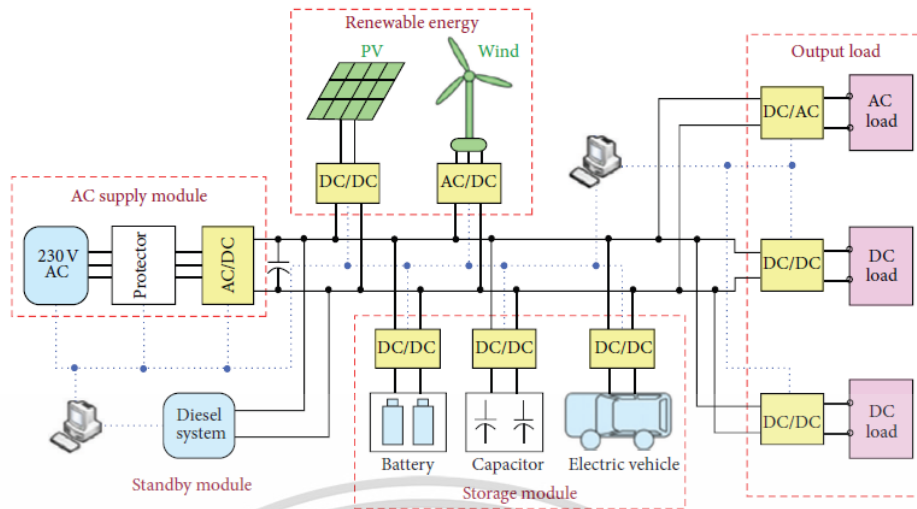 Renewable energy
PV
Wind
DC/DC
AC/DC
AC supply module
230 V
AC
Protector
AC/DC
Diesel
system
Standby module
DC/DC
DC/DC
DC/DC
Battery
Capacitor
Electric vehicle
Storage module
Output load
DC/AC
AC
load
DC/DC
DC
load
DC/DC
DC
load